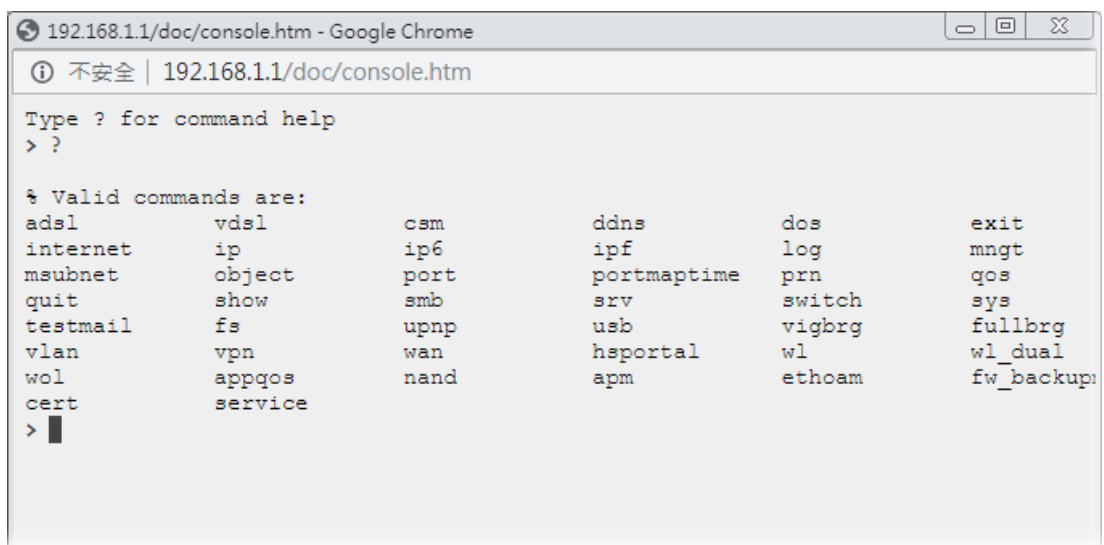 192.168.1.1/doc/console.htm - Google Chrome
不安全 | 192.168.1.1/doc/console.htm
Type ? for command help
> ?
% Valid commands are:
adsl vdsl csm ddns dos exit
internet ip ip6 ipf log mngt
msubnet object port portmaptime prn qos
quit show smb srv switch sys
testmail fs upnp usb vigbrg fullbrg
vlan vpn wan hsportal wl wl_dual
wol appqos nand apm ethoam
cert service
>